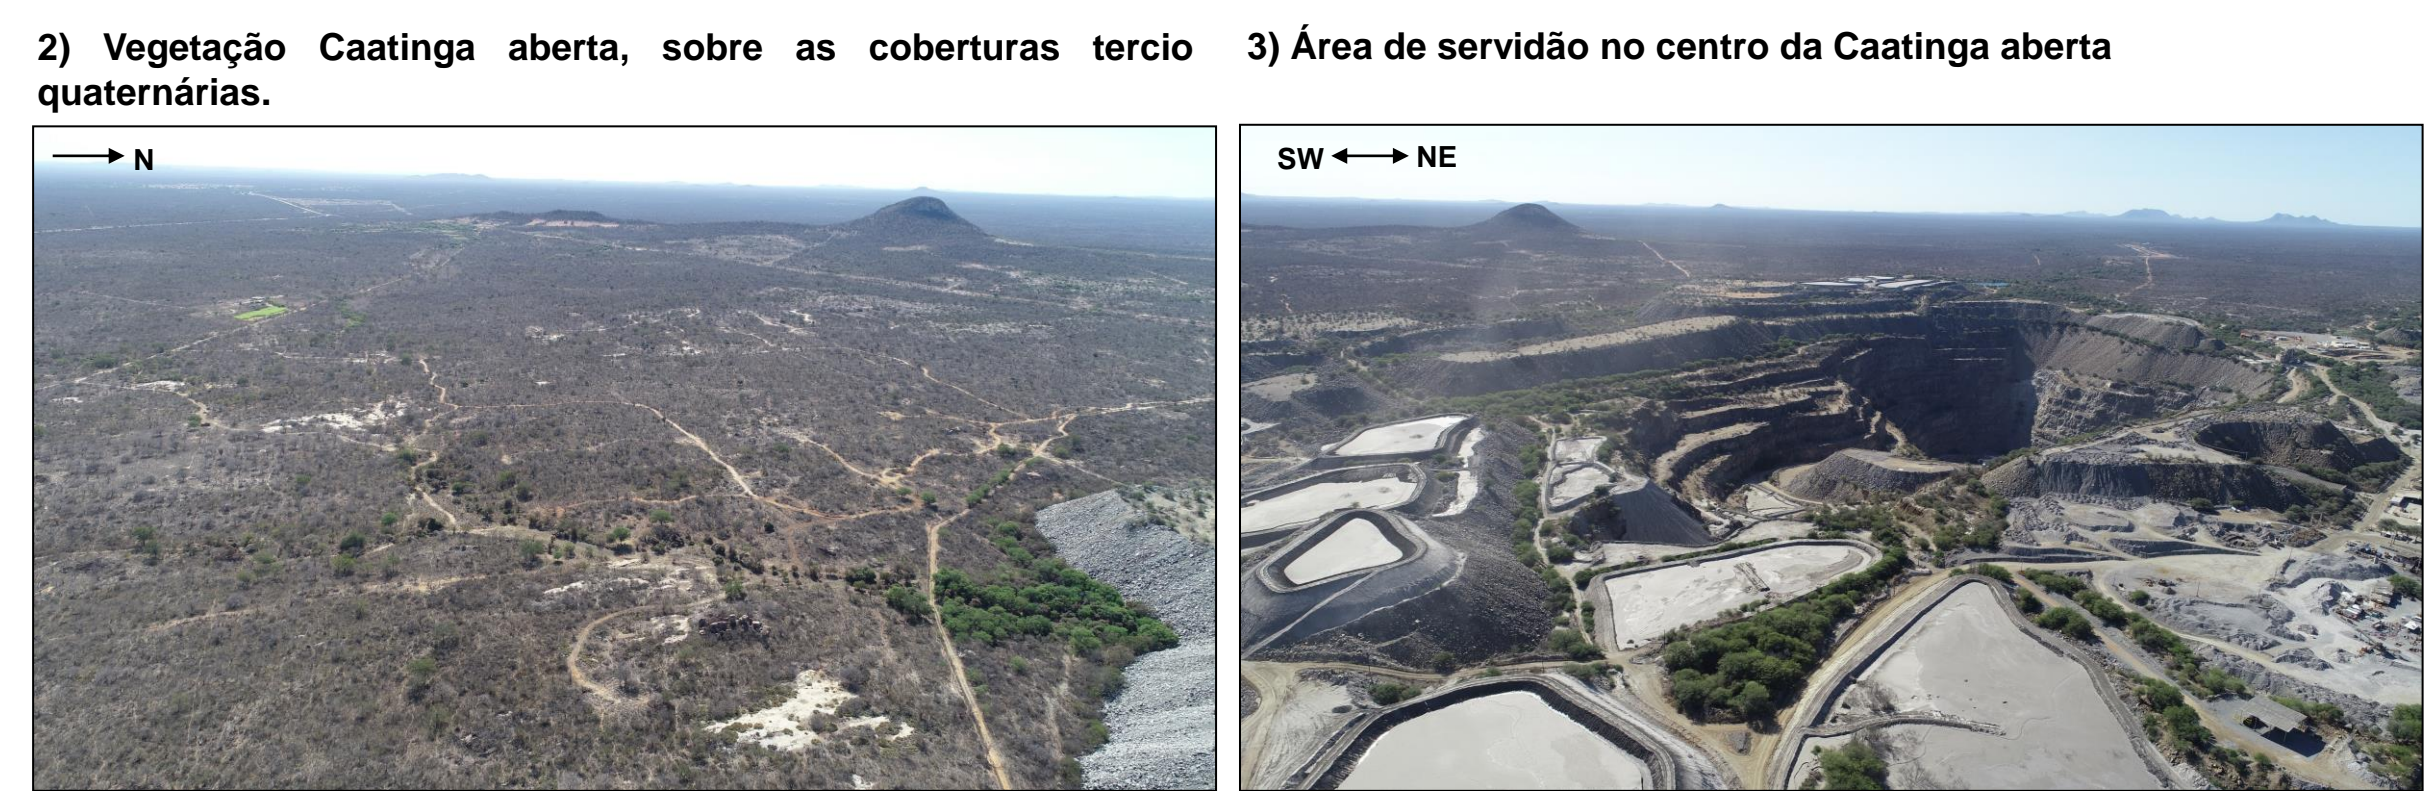 2) Vegetação Caatinga aberta, sobre as coberturas tercio
quaternárias.
3) Área de servidão no centro da Caatinga aberta
N
SW NE